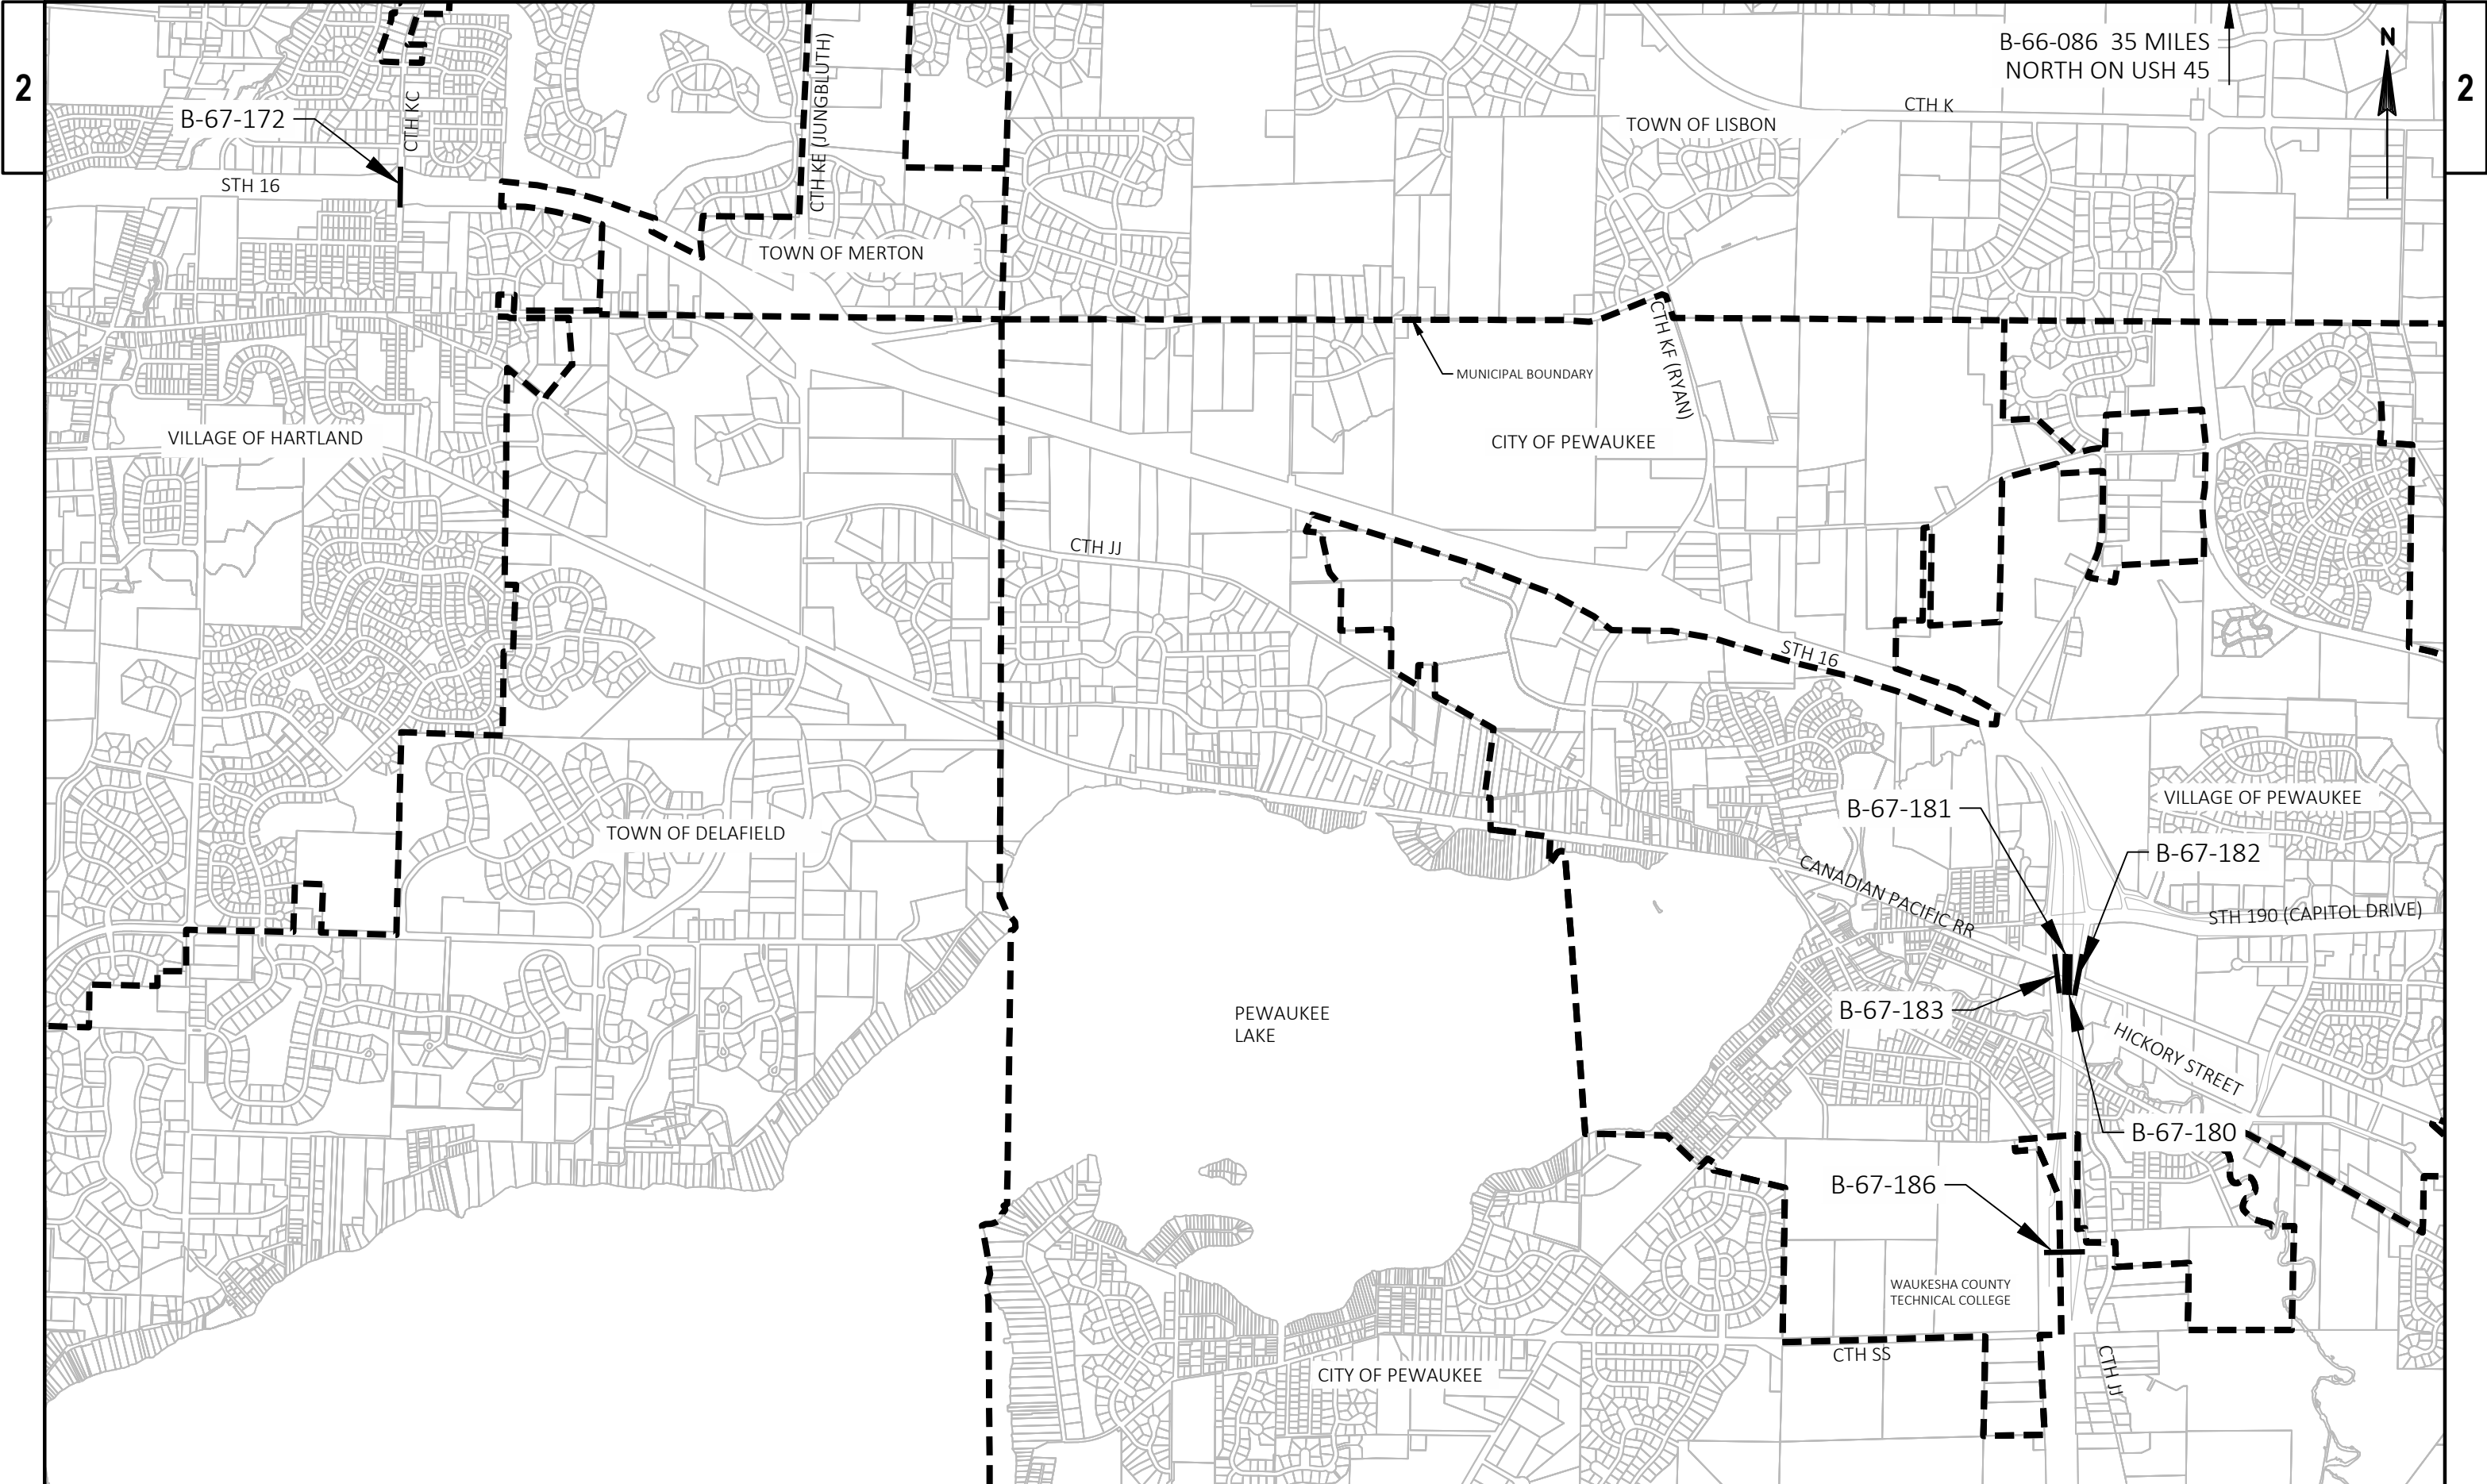 2
B-66-086 35 MILES
NORTH ON USH 45
N
2
CTH KC
B-67-172
CTH KE (JUNGBLUTH)
CTH K
TOWN OF LISBON
STH 16
TOWN OF MERTON
CTH KF (RYAN)
MUNICIPAL BOUNDARY
VILLAGE OF HARTLAND
CITY OF PEWAUKEE
CTH JJ
STH 16
VILLAGE OF PEWAUKEE
B-67-181
TOWN OF DELAFIELD
B-67-182
CANADIAN PACIFIC RR
STH 190 (CAPITOL DRIVE)
PEWAUKEE
LAKE
B-67-183
HICKORY STREET
B-67-180
B-67-186
WAUKESHA COUNTY
TECHNICAL COLLEGE
CTH SS
CTH JJ
CITY OF PEWAUKEE